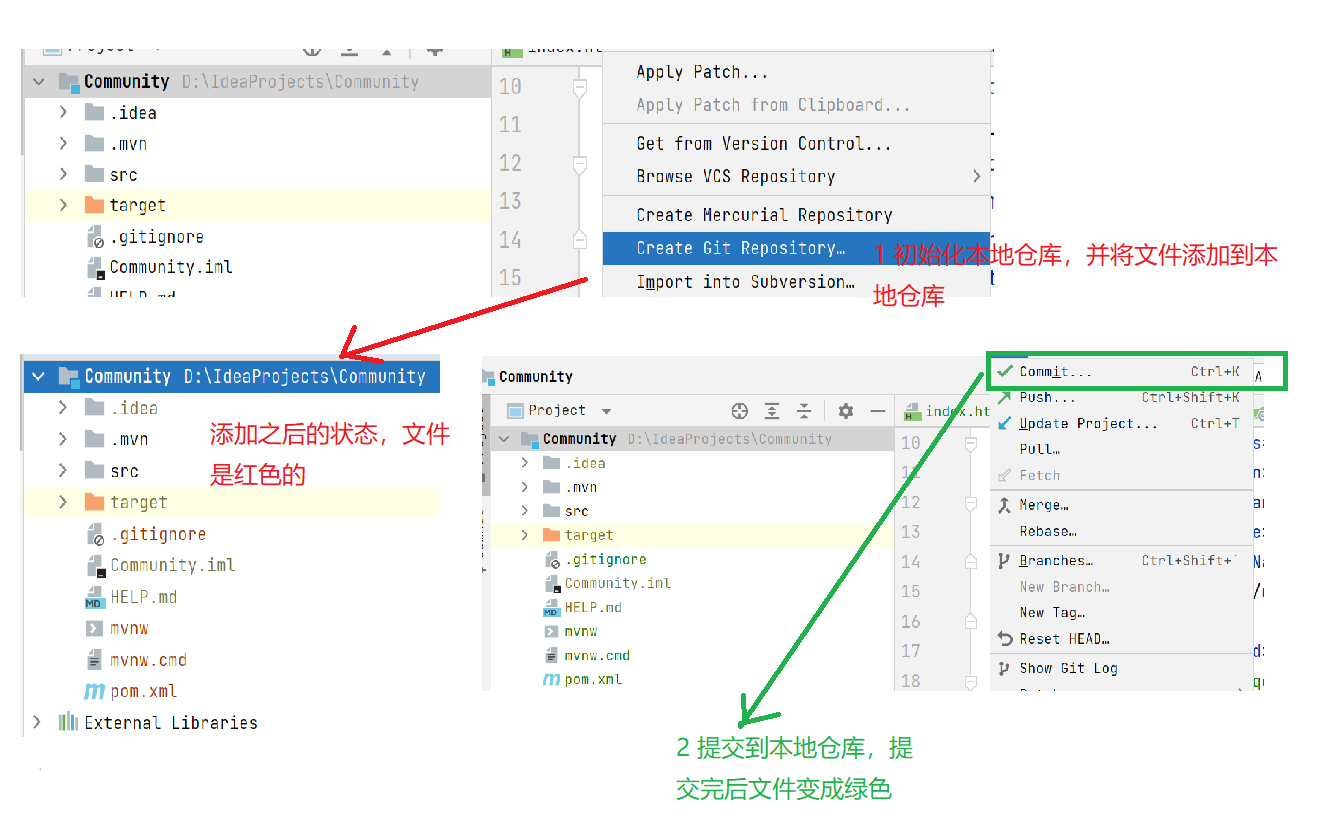 Community D:\IdeaProjects\Community
.idea
.mvn
src
target
.gitignore
Community.iml
HELP.md
10
11
12
13
14
15
Apply Patch...
Apply Patch from Clipboard...
Get from Version Control...
Browse VCS Repository
Create Mercurial Repository
Create Git Repository…
Import into Subversion…
1 初始化本地仓库，并将文件添加到本
地仓库
Community D:\IdeaProjects\Community
.idea
.mvn
src
target
.gitignore
Community.iml
HELP.md
mvnw
mvnw.cmd
pom.xml
External Libraries
添加之后的状态，文件
是红色的
Community
Project
index.ht
Community D:\IdeaProjects\Community
.idea
.mvn
src
target
.gitignore
Community.iml
HELP.md
mvnw
mvnw.cmd
pom.xml
10
11
12
13
14
15
16
17
18
Commit... Ctrl+K
Push... Ctrl+Shift+K
Update Project... Ctrl+T
Pull…
Fetch
Merge…
Rebase…
Branches… Ctrl+Shift+`
New Branch…
New Tag…
Reset HEAD…
Show Git Log
2 提交到本地仓库，提
交完后文件变成绿色